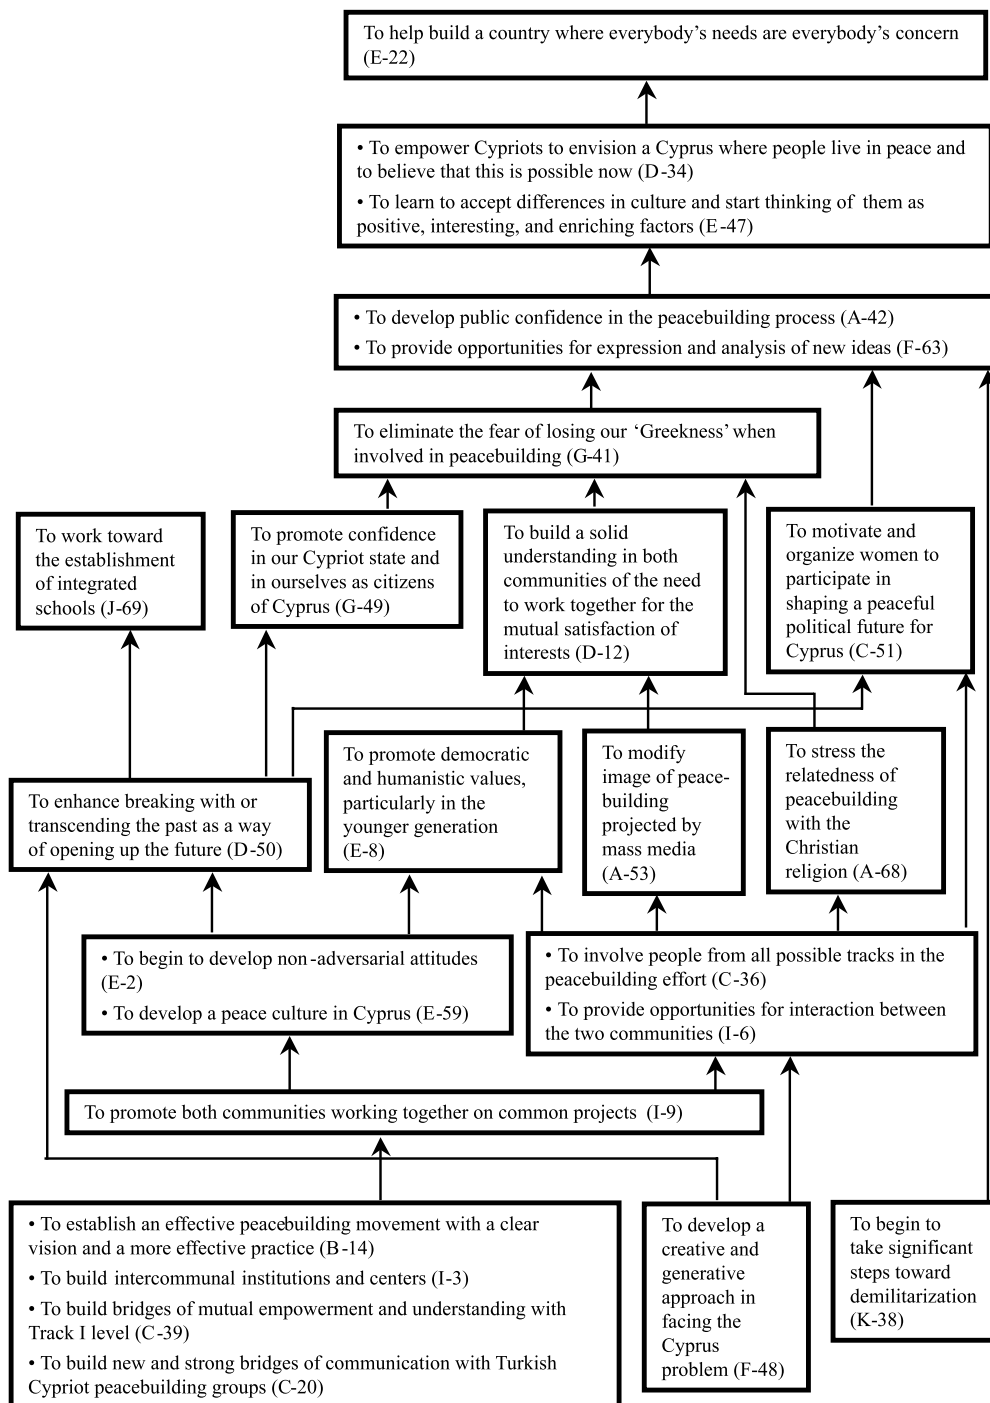 To help build a country where everybody's needs are everybody's concern
(E-22)
• To empower Cypriots to envision a Cyprus where people live in peace and
to believe that this is possible now (D-34)
• To learn to accept differences in culture and start thinking of them as
positive, interesting, and enriching factors (E-47)
• To develop public confidence in the peacebuilding process (A-42)
• To provide opportunities for expression and analysis of new ideas (F-63)
To eliminate the fear of losing our 'Greekness' when
involved in peacebuilding (G-41)
To work toward
the establishment
of integrated
schools (J-69)
To promote confidence
in our Cypriot state and
in ourselves as citizens
of Cyprus (G-49)
To build a solid
understanding in both
communities of the need
to work together for the
mutual satisfaction of
interests (D-12)
To motivate and
organize women to
participate in
shaping a peaceful
political future for
Cyprus (C-51)
To enhance breaking with or
transcending the past as a way
of opening up the future (D-50)
To promote democratic
and humanistic values,
particularly in the
younger generation
(E-8)
To modify
image of peace-
building
projected by
mass media
(A-53)
To stress the
relatedness of
peacebuilding
with the
Christian
religion (A-68)
• To begin to develop non-adversarial attitudes
(E-2)
• To develop a peace culture in Cyprus (E-59)
• To involve people from all possible tracks in the
peacebuilding effort (C-36)
• To provide opportunities for interaction between
the two communities (I-6)
To promote both communities working together on common projects (I-9)
• To establish an effective peacebuilding movement with a clear
vision and a more effective practice (B-14)
• To build intercommunal institutions and centers (I-3)
• To build bridges of mutual empowerment and understanding with
Track I level (C-39)
• To build new and strong bridges of communication with Turkish
Cypriot peacebuilding groups (C-20)
To develop a
creative and
generative
approach in
facing the
Cyprus
problem (F-48)
To begin to
take significant
steps toward
demilitarization
(K-38)